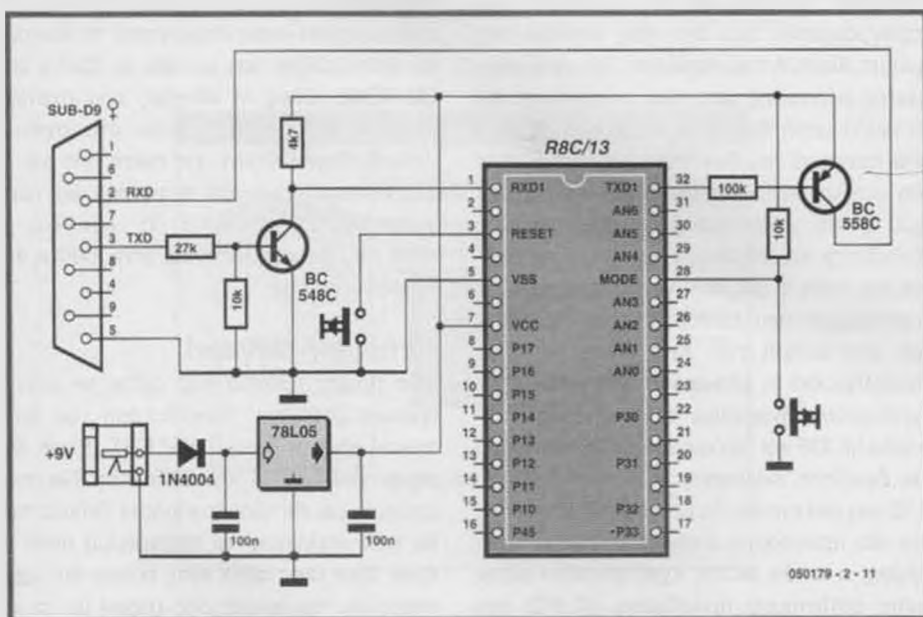 SUB-D9
1
6
2 RXD
7
3 TXD
8
4
9
5
4k7
27k
10k
BC
548C
R8C/13
1 RXD1 TXD1 32
2 AN6 31
3 RESET AN5 30
4 AN4 29
5 VSS MODE 28
6 AN3 27
7 VCC AN2 26
8 P17 AN1 25
9 P16 AN0 24
10 P15 23
11 P14 P30 22
12 P13 21
13 P12 P31 20
14 P11 19
15 P10 P32 18
16 P45 -P33 17
100k
10k
BC
558C
+9V
1N4004
78L05
100n
100n
050179 - 2 - 11